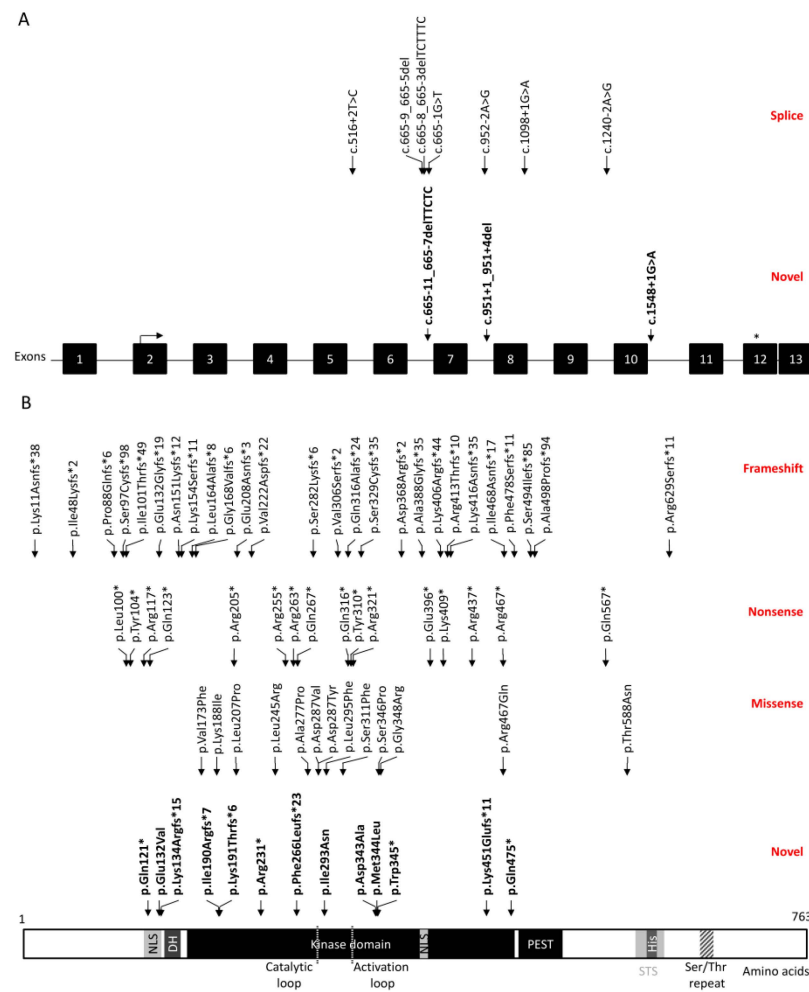 A
c.516+2T>C
c.665-9_665-5del
c.665-8_665-3delTCTTTC
c.665-1G>T
c.952-2A>G
c.1098+1G>A
c.1240-2A>G
Splice
c.665-11_665-7delTTCTC
c.951+1_951+4del
c.1548+1G>A
Novel
Exons
1 2 3 4 5 6 7 8 9 10 11 12 13
*
B
p.Lys11Asnfs*38
p.Ile48Lysfs*2
p.Pro88Glnfs*6
p.Ser97Cysfs*98
p.Ile101Thrfs*49
p.Glu132Glyfs*19
p.Asn151Lysfs*12
p.Lys154Serfs*11
p.Leu164Alafs*8
p.Gly168Valfs*6
p.Glu208Asnfs*3
p.Val222Aspfs*22
p.Ser282Lysfs*6
p.Val306Serfs*2
p.Gln316Alafs*24
p.Ser329Cysfs*35
p.Asp368Argfs*2
p.Ala388Glyfs*35
p.Lys406Argfs*44
p.Arg413Thrfs*10
p.Lys416Asnfs*35
p.Ile468Asnfs*17
p.Phe478Serfs*11
p.Ser494Ilefs*85
p.Ala498Profs*94
p.Arg629Serfs*11
Frameshift
p.Leu100*
p.Tyr104*
p.Arg117*
p.Gln123*
p.Arg205*
p.Arg255*
p.Arg263*
p.Gln267*
p.Gln316*
p.Tyr310*
p.Arg321*
p.Glu396*
p.Lys409*
p.Arg437*
p.Arg467*
p.Gln567*
Nonsense
p.Val173Phe
p.Lys188Ile
p.Leu207Pro
p.Leu245Arg
p.Ala277Pro
p.Asp287Val
p.Asp287Tyr
p.Leu295Phe
p.Ser311Phe
p.Ser346Pro
p.Gly348Arg
p.Arg467Gln
p.Thr588Asn
Missense
p.Gln121*
p.Glu132Val
p.Lys134Argfs*15
p.Ile190Argfs*7
p.Lys191Thrfs*6
p.Arg231*
p.Phe266Leufs*23
p.Ile293Asn
p.Asp343Ala
p.Met344Leu
p.Trp345*
p.Lys451Glufs*11
p.Gln475*
Novel
1 763
NLS DH Kinase domain NLS PEST His
Catalytic loop
Activation loop
STS
Ser/Thr repeat
Amino acids